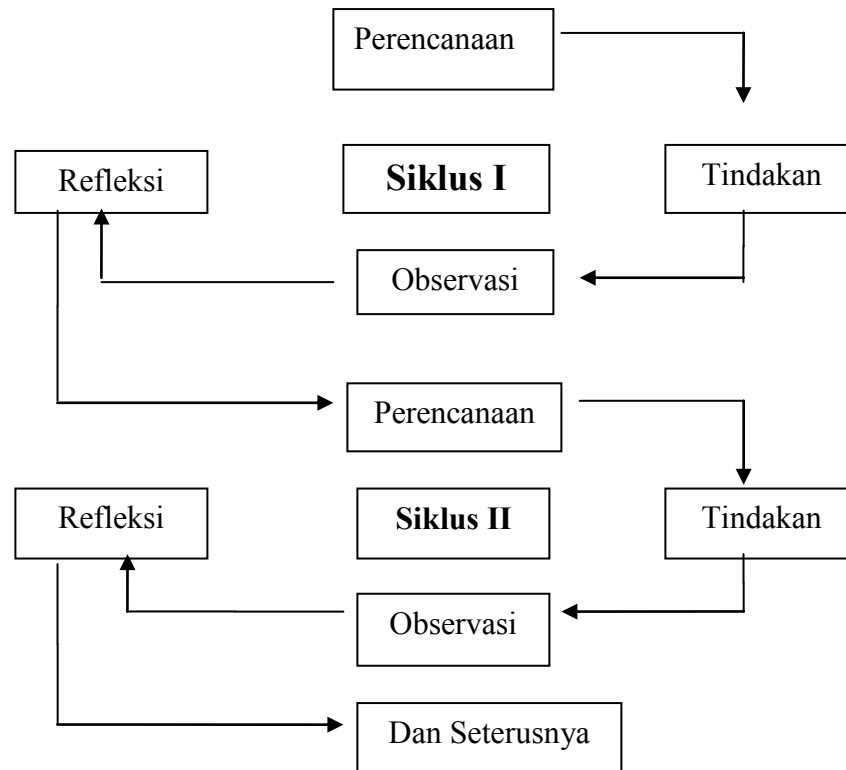 Perencanaan
Refleksi
Siklus I
Tindakan
Observasi
Perencanaan
Refleksi
Siklus II
Tindakan
Observasi
Dan Seterusnya